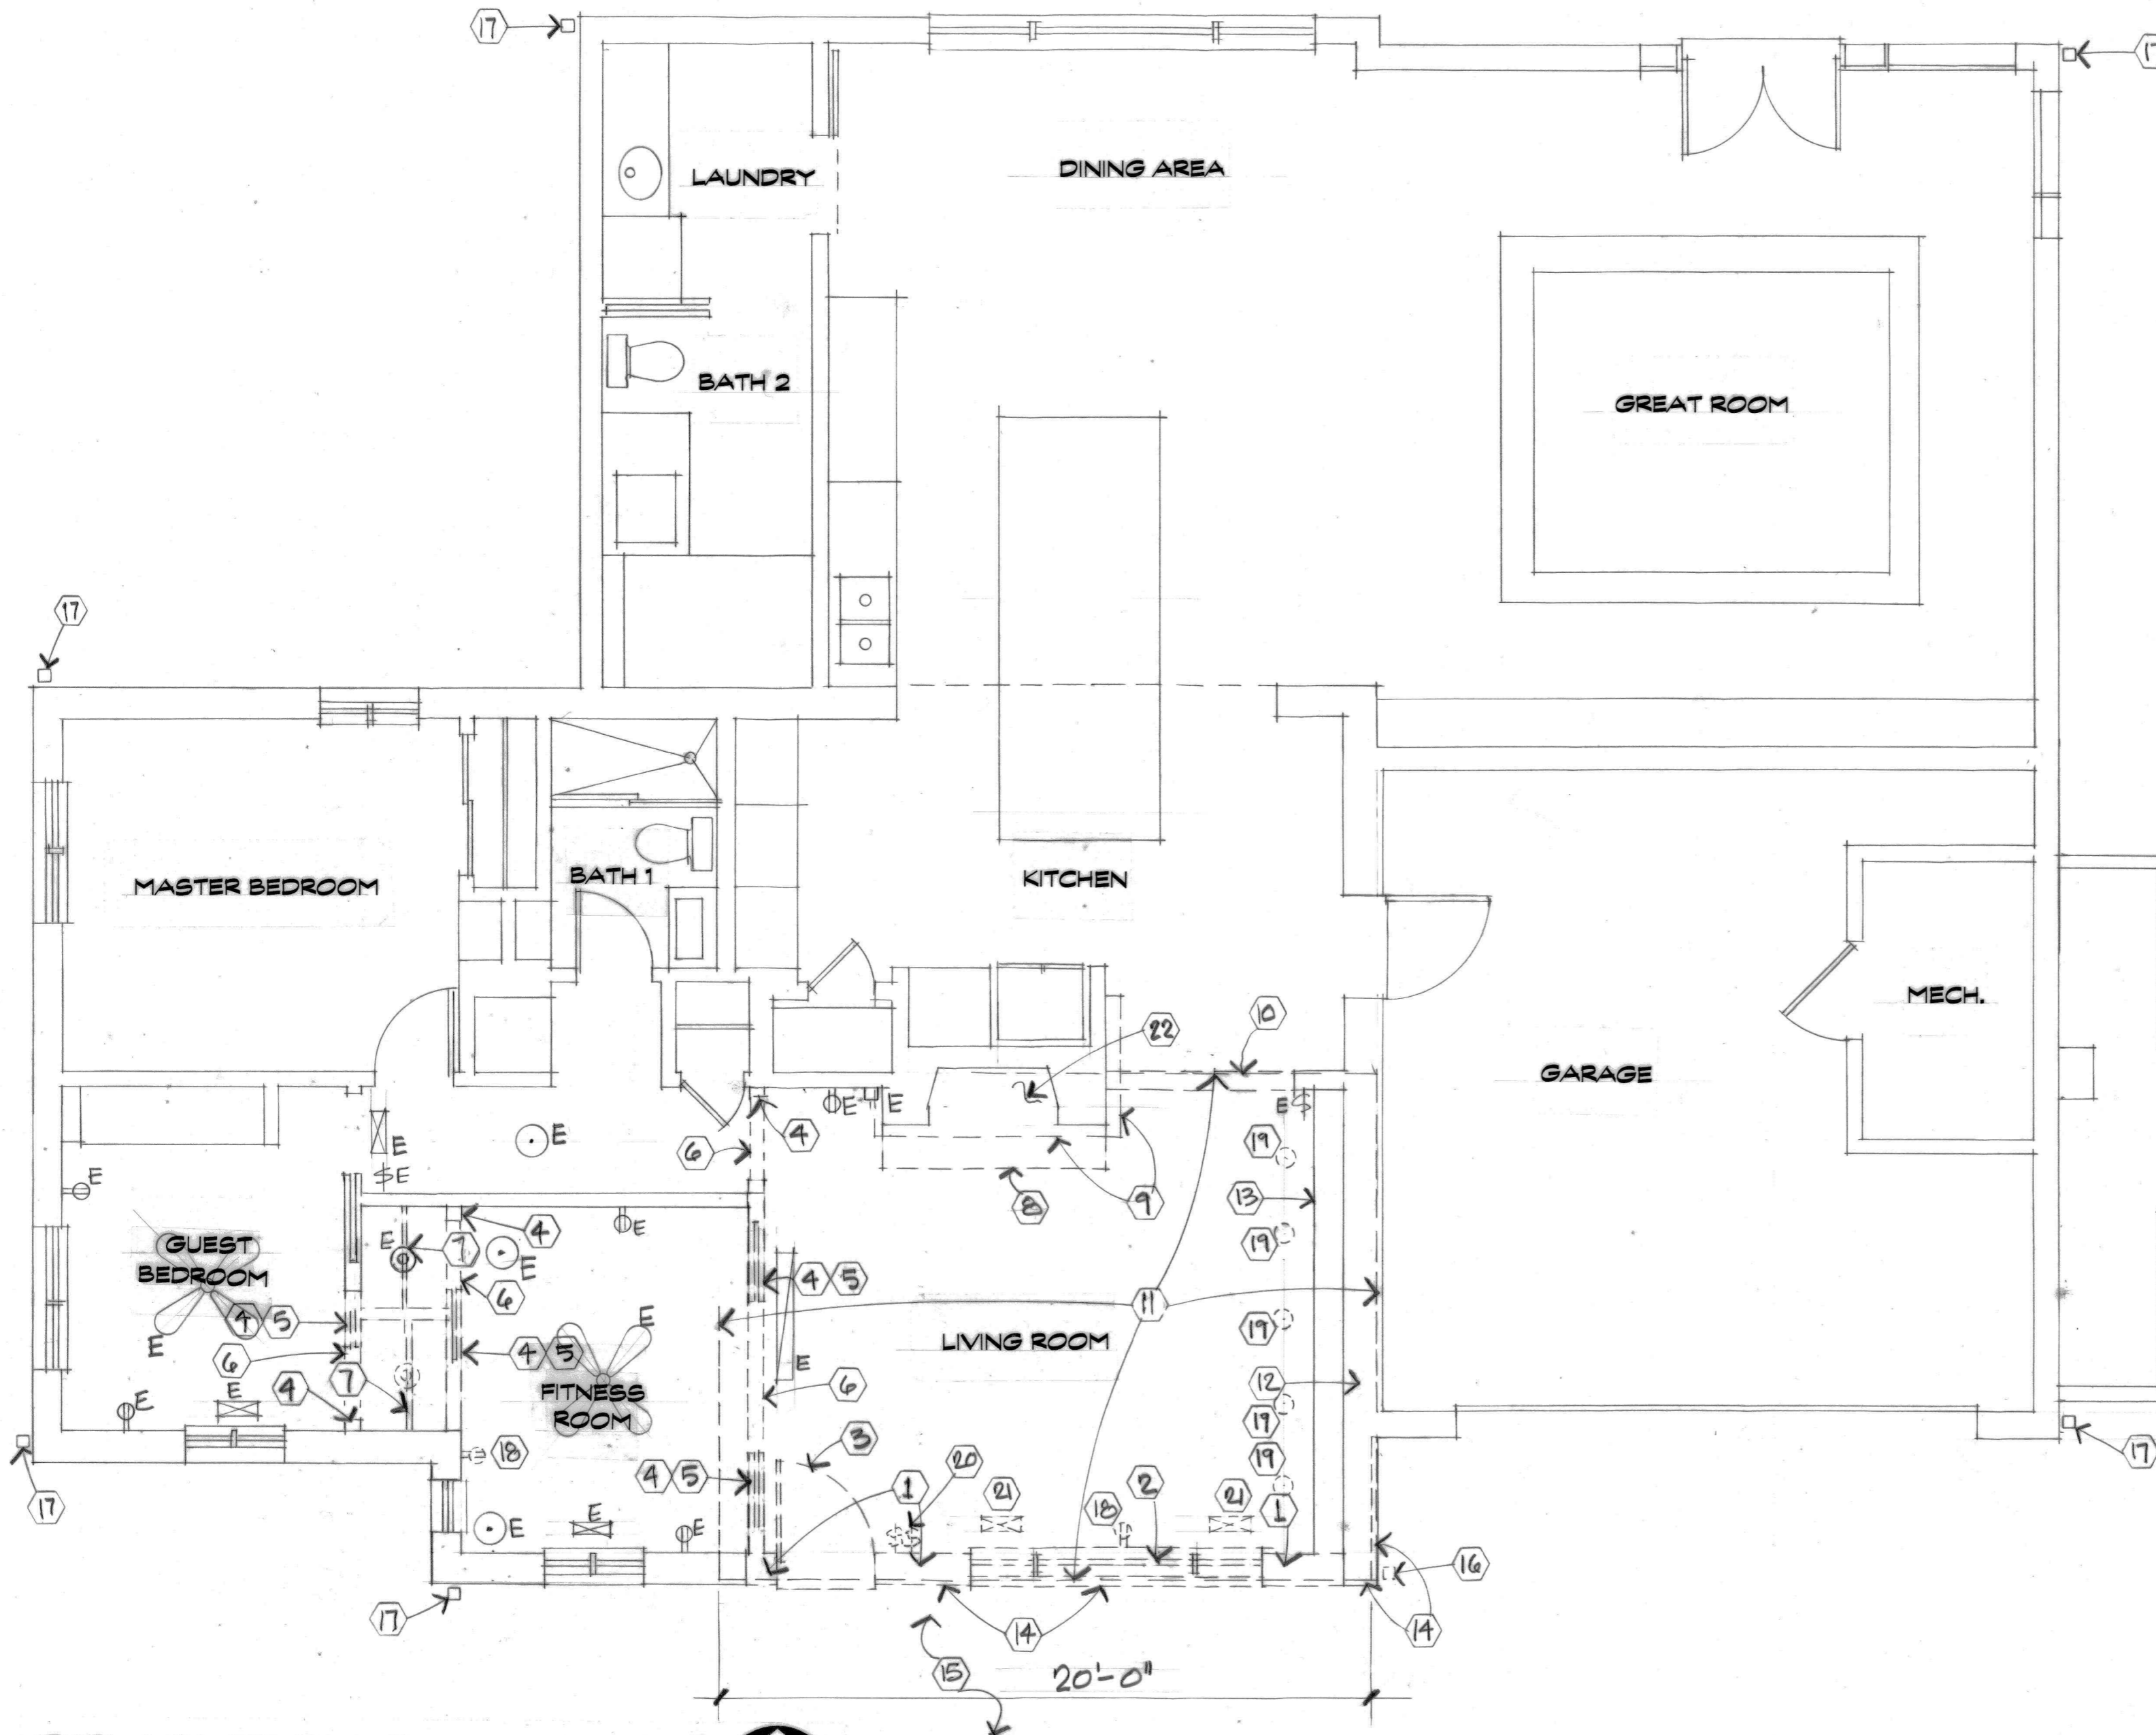 17
17
LAUNDRY
DINING AREA
BATH 2
GREAT ROOM
17
MASTER BEDROOM
BATH 1
KITCHEN
MECH.
GARAGE
22
10
E
E
E $
4
19
E
E
6
$E
E
8
9
13
GUEST
BEDROOM
E
7
4
E
E
19
4 5
6
11
4 5
E
LIVING ROOM
19
E
6
4 5
E
12
7
4
E
FITNESS
ROOM
6
19
E
3
18
4 5
20
19
17
1
21
18
2
21
1
17
E
E
E
$$
16
17
14
14
15
20'-0"